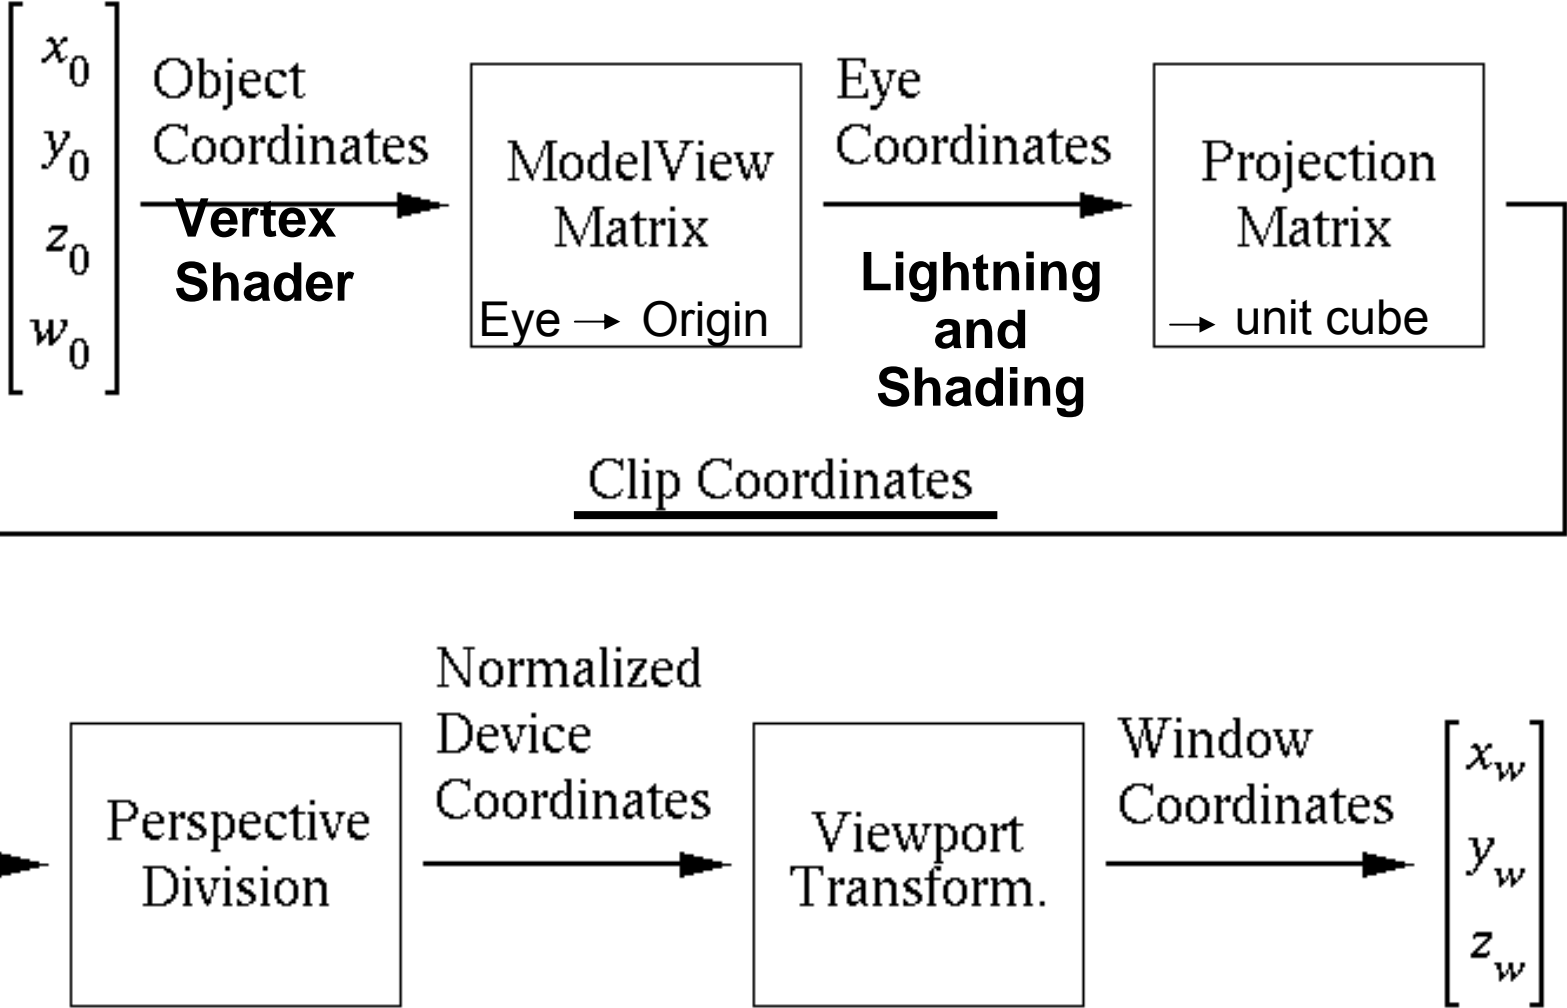 x0
y0
z0
w0
Object
Coordinates
Vertex
Shader
ModelView
Matrix
Eye → Origin
Eye
Coordinates
Lightning
and
Shading
Projection
Matrix
→ unit cube
Clip Coordinates
Perspective
Division
Normalized
Device
Coordinates
Viewport
Transform.
Window
Coordinates
xw
yw
zw